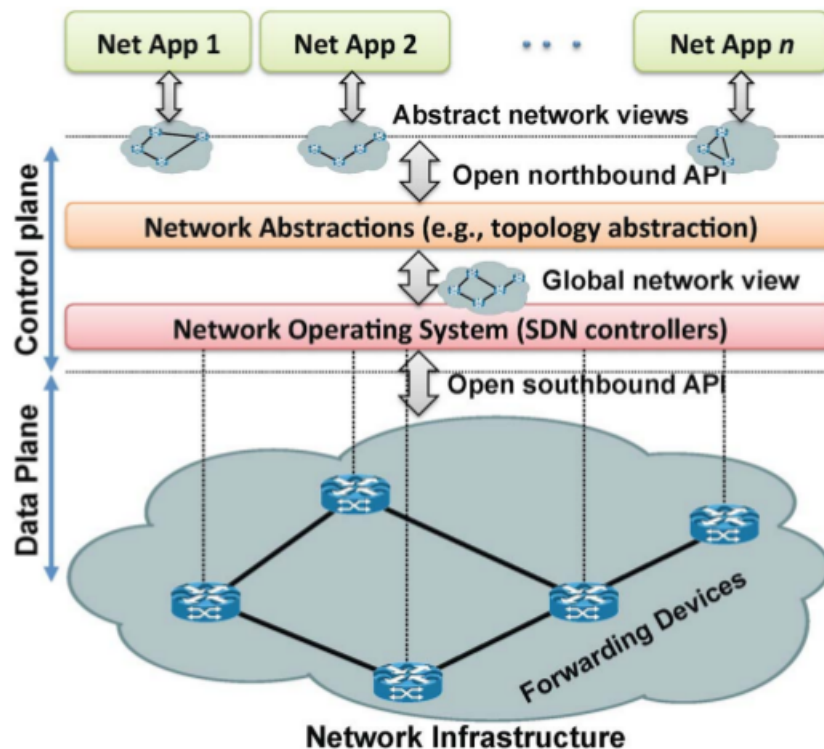 Net App 1
Net App 2
. . .
Net App n
Abstract network views
Open northbound API
Network Abstractions (e.g., topology abstraction)
Global network view
Network Operating System (SDN controllers)
Open southbound API
Control plane
Data Plane
Forwarding Devices
Network Infrastructure